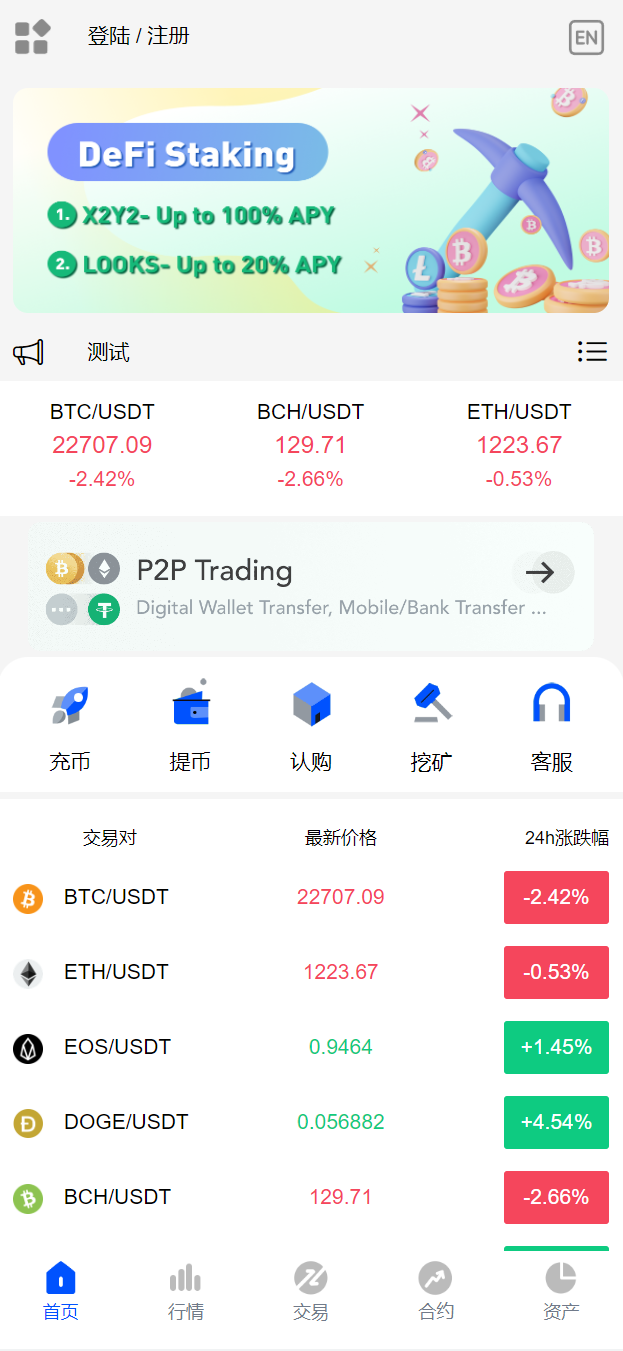 登陆 / 注册
EN
DeFi Staking
1. X2Y2- Up to 100% APY
2. LOOKS- Up to 20% APY
测试
BTC/USDT BCH/USDT ETH/USDT
22707.09 129.71 1223.67
-2.42% -2.66% -0.53%
P2P Trading
Digital Wallet Transfer, Mobile/Bank Transfer ...
充币 提币 认购 挖矿 客服
交易对 最新价格 24h涨跌幅
BTC/USDT 22707.09 -2.42%
ETH/USDT 1223.67 -0.53%
EOS/USDT 0.9464 +1.45%
DOGE/USDT 0.056882 +4.54%
BCH/USDT 129.71 -2.66%
首页 行情 交易 合约 资产